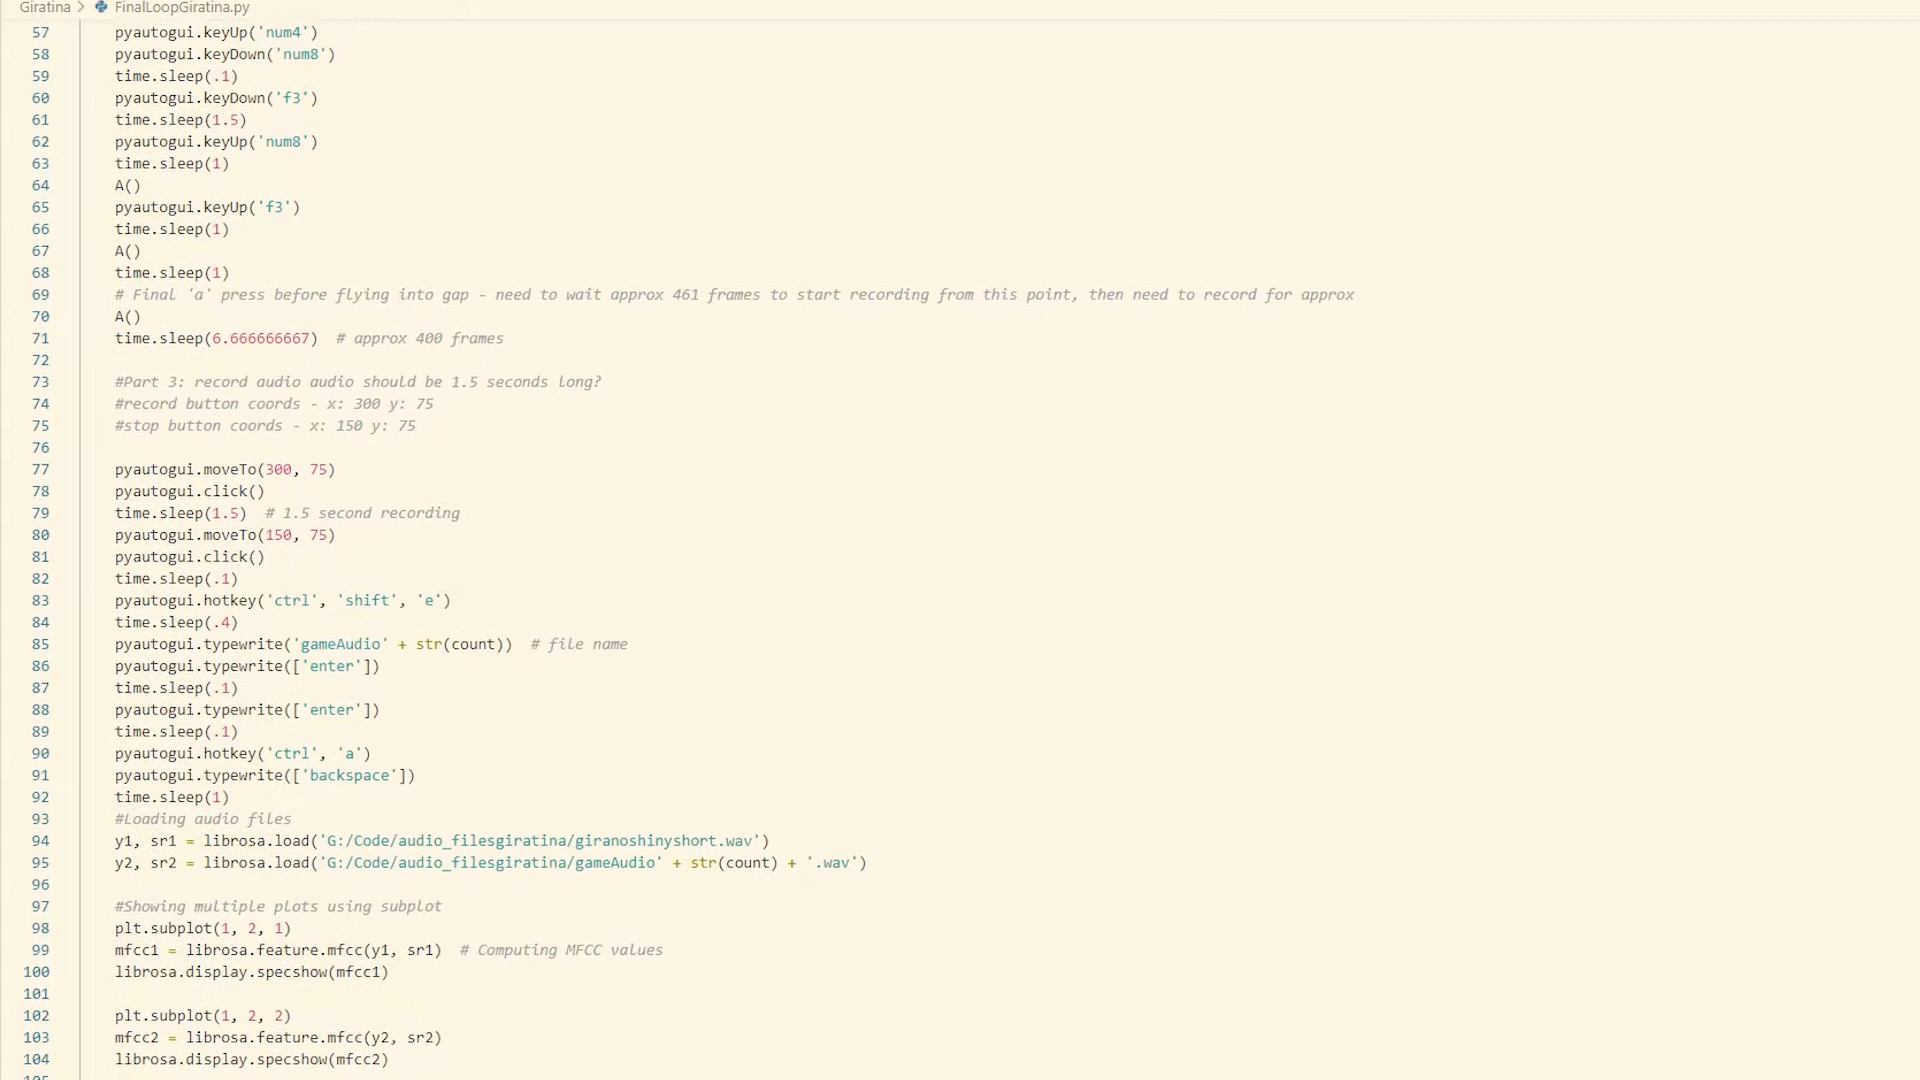 Giratina > FinalLoopGiratina.py
57 pyautogui.keyUp('num4')
58 pyautogui.keyDown('num8')
59 time.sleep(.1)
60 pyautogui.keyDown('f3')
61 time.sleep(1.5)
62 pyautogui.keyUp('num8')
63 time.sleep(1)
64 A()
65 pyautogui.keyUp('f3')
66 time.sleep(1)
67 A()
68 time.sleep(1)
69 # Final 'a' press before flying into gap - need to wait approx 461 frames to start recording from this point, then need to record for approx
70 A()
71 time.sleep(6.666666667)  # approx 400 frames
72
73 #Part 3: record audio audio should be 1.5 seconds long?
74 #record button coords - x: 300 y: 75
75 #stop button coords - x: 150 y: 75
76
77 pyautogui.moveTo(300, 75)
78 pyautogui.click()
79 time.sleep(1.5)  # 1.5 second recording
80 pyautogui.moveTo(150, 75)
81 pyautogui.click()
82 time.sleep(.1)
83 pyautogui.hotkey('ctrl', 'shift', 'e')
84 time.sleep(.4)
85 pyautogui.typewrite('gameAudio' + str(count))  # file name
86 pyautogui.typewrite(['enter'])
87 time.sleep(.1)
88 pyautogui.typewrite(['enter'])
89 time.sleep(.1)
90 pyautogui.hotkey('ctrl', 'a')
91 pyautogui.typewrite(['backspace'])
92 time.sleep(1)
93 #Loading audio files
94 y1, sr1 = librosa.load('G:/Code/audio_filesgiratina/giranoshinyshort.wav')
95 y2, sr2 = librosa.load('G:/Code/audio_filesgiratina/gameAudio' + str(count) + '.wav')
96
97 #Showing multiple plots using subplot
98 plt.subplot(1, 2, 1)
99 mfcc1 = librosa.feature.mfcc(y1, sr1)  # Computing MFCC values
100 librosa.display.specshow(mfcc1)
101
102 plt.subplot(1, 2, 2)
103 mfcc2 = librosa.feature.mfcc(y2, sr2)
104 librosa.display.specshow(mfcc2)
105